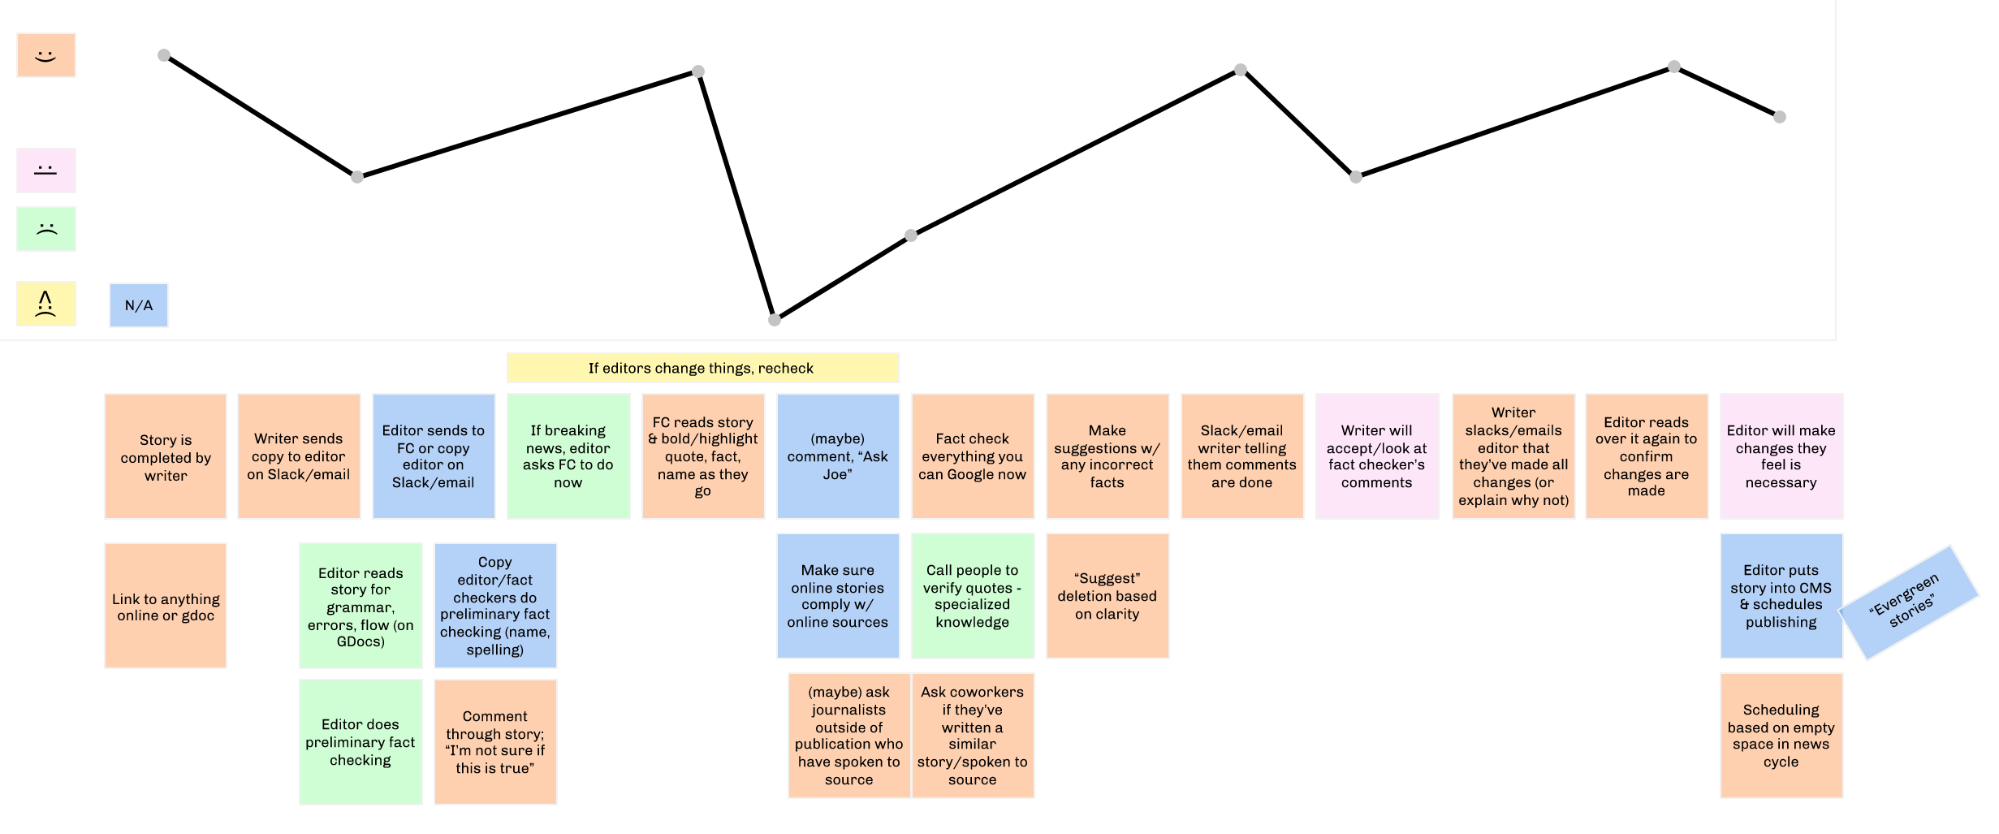 N/A
If editors change things, recheck
Story is
completed by
writer
Writer sends
copy to editor
on Slack/email
Editor sends to
FC or copy
editor on
Slack/email
If breaking
news, editor
asks FC to do
now
FC reads story
& bold/highlight
quote, fact,
name as they
go
(maybe)
comment, “Ask
Joe”
Fact check
everything you
can Google now
Make
suggestions w/
any incorrect
facts
Slack/email
writer telling
them comments
are done
Writer will
accept/look at
fact checker’s
comments
Writer
slacks/emails
editor that
they’ve made all
changes (or
explain why not)
Editor reads
over it again to
confirm
changes are
made
Editor will make
changes they
feel is
necessary
Link to anything
online or gdoc
Editor reads
story for
grammar,
errors, flow (on
GDocs)
Copy
editor/fact
checkers do
preliminary fact
checking (name,
spelling)
Make sure
online stories
comply w/
online sources
Call people to
verify quotes -
specialized
knowledge
“Suggest”
deletion based
on clarity
Editor puts
story into CMS
& schedules
publishing
“Evergreen
stories”
Editor does
preliminary fact
checking
Comment
through story;
“I’m not sure if
this is true”
(maybe) ask
journalists
outside of
publication who
have spoken to
source
Ask coworkers
if they’ve
written a
similar
story/spoken to
source
Scheduling
based on empty
space in news
cycle